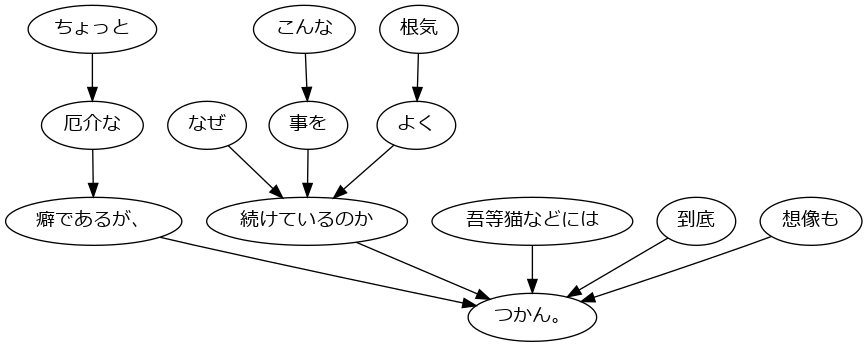 ちょっと
こんな
根気
厄介な
なぜ
事を
よく
癖であるが、
続けているのか
吾等猫などには
到底
想像も
つかん。